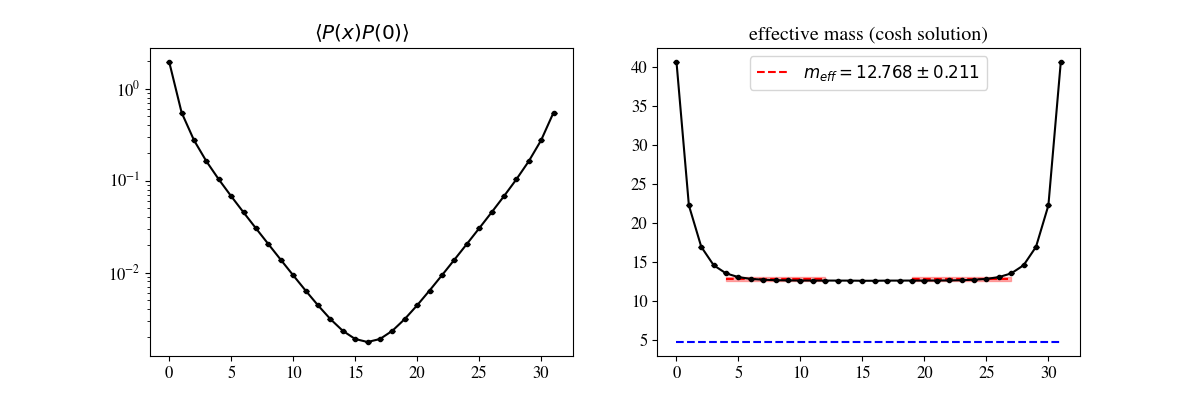 ⟨P(x)P(0)⟩
10⁰
10⁻¹
10⁻²
0 5 10 15 20 25 30
effective mass (cosh solution)
m_eff = 12.768 ± 0.211
40
35
30
25
20
15
10
5
0 5 10 15 20 25 30